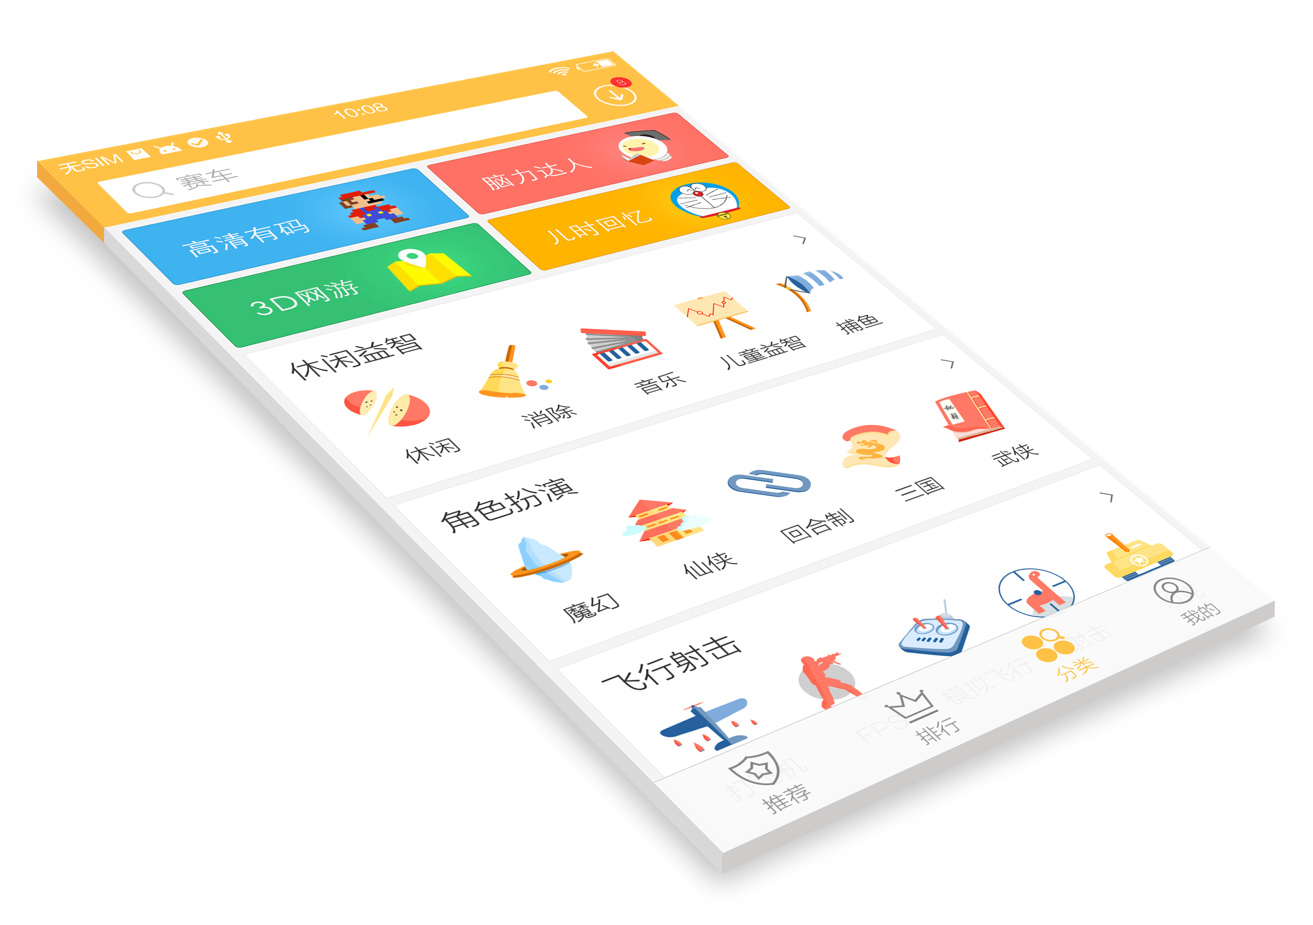 无SIM
10:08
8
赛车
高清有码
脑力达人
3D网游
儿时回忆
休闲益智
休闲
消除
音乐
儿童益智
捕鱼
角色扮演
魔幻
仙侠
回合制
三国
武侠
秘籍
飞行射击
FPS
模拟飞行
射击
推荐
排行
分类
我的